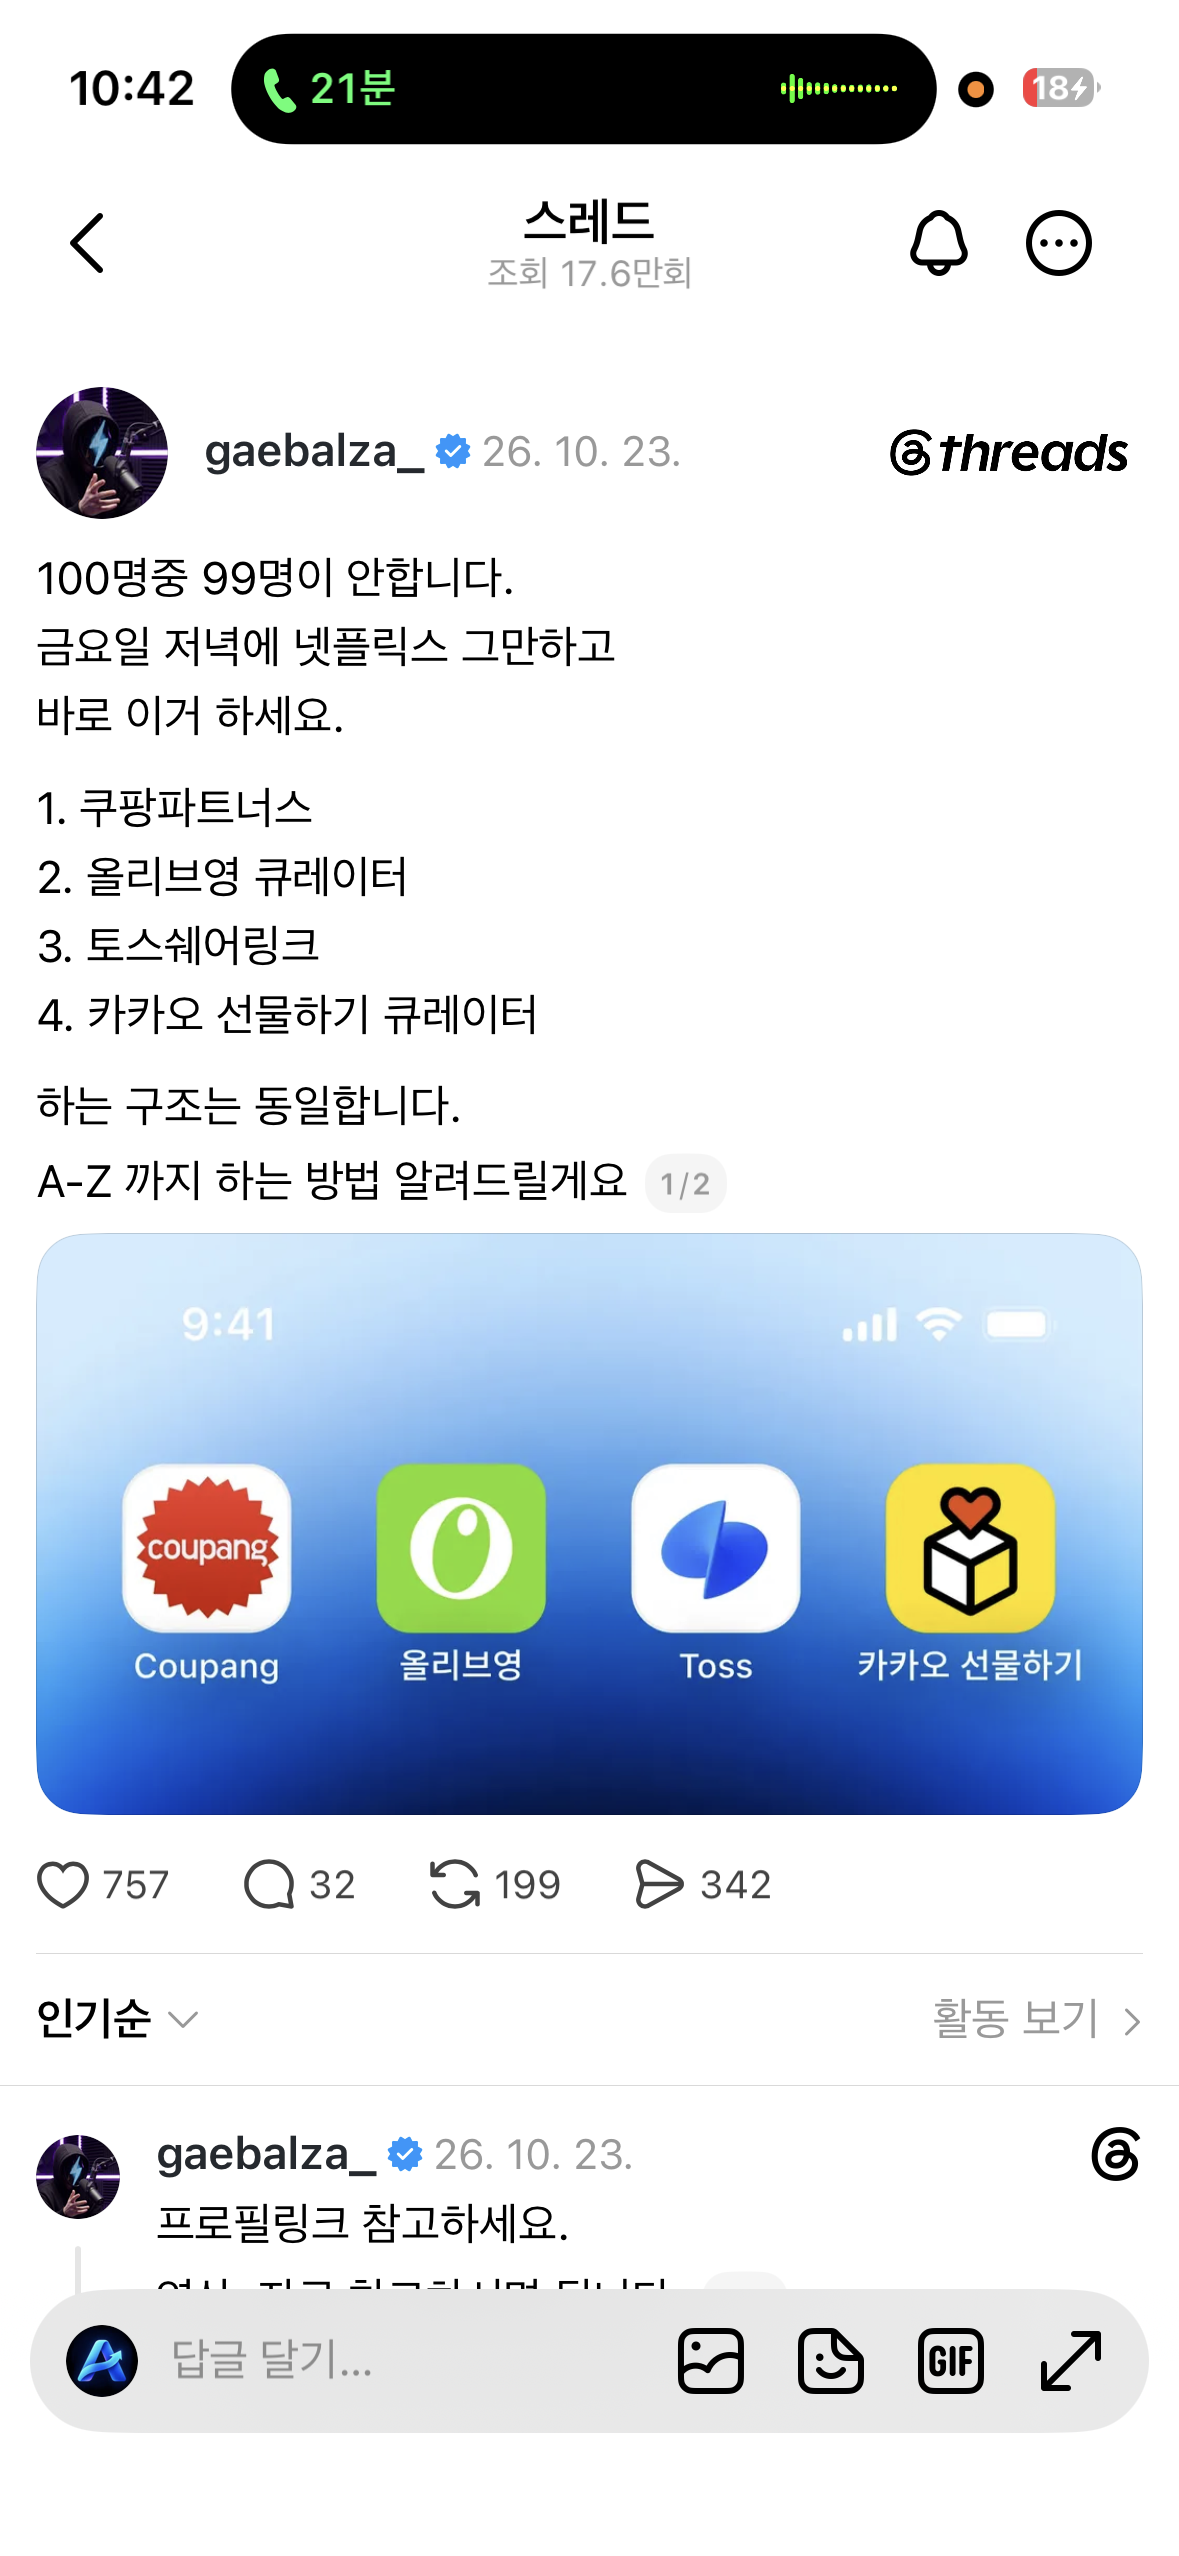 10:42
21분
18
스레드
조회 17.6만회
gaebalza_ 26. 10. 23.
threads
100명중 99명이 안합니다.
금요일 저녁에 넷플릭스 그만하고
바로 이거 하세요.
1. 쿠팡파트너스
2. 올리브영 큐레이터
3. 토스쉐어링크
4. 카카오 선물하기 큐레이터
하는 구조는 동일합니다.
A-Z 까지 하는 방법 알려드릴게요 1/2
9:41
coupang
Coupang 올리브영 Toss 카카오 선물하기
757 32 199 342
인기순 활동 보기
gaebalza_ 26. 10. 23.
프로필링크 참고하세요.
답글 달기...
GIF